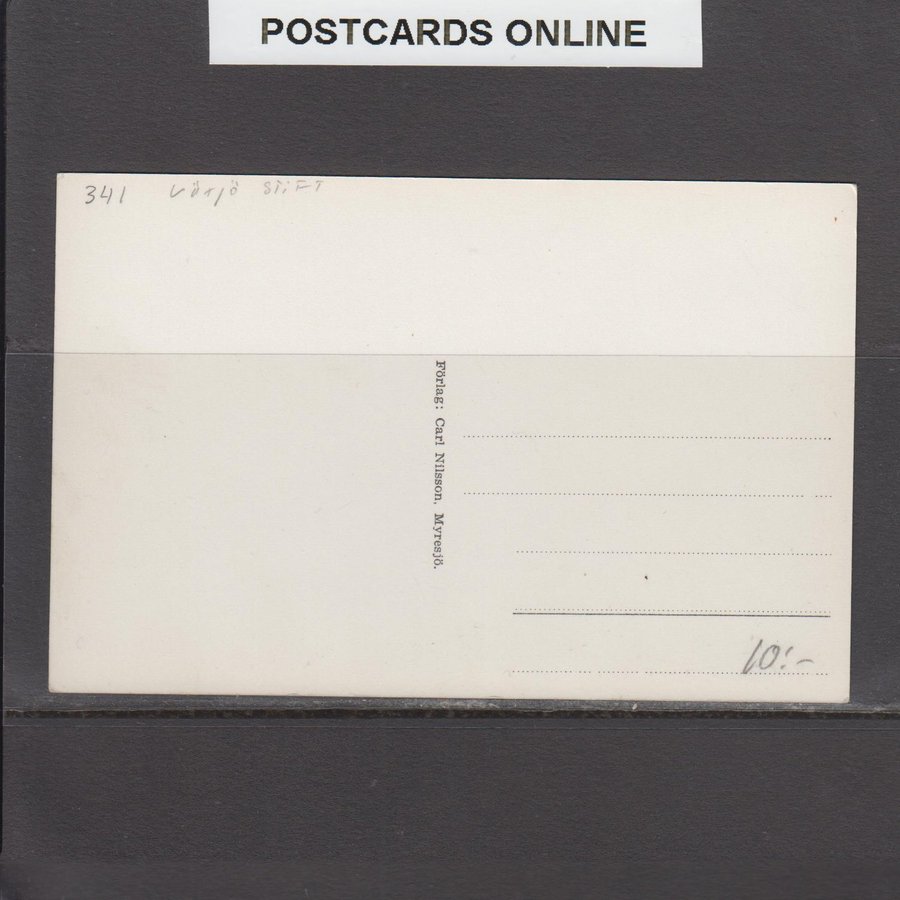 POSTCARDS ONLINE
341 Växjö STiFT
Förlag: Carl Nilsson, Myresjö.
10:-